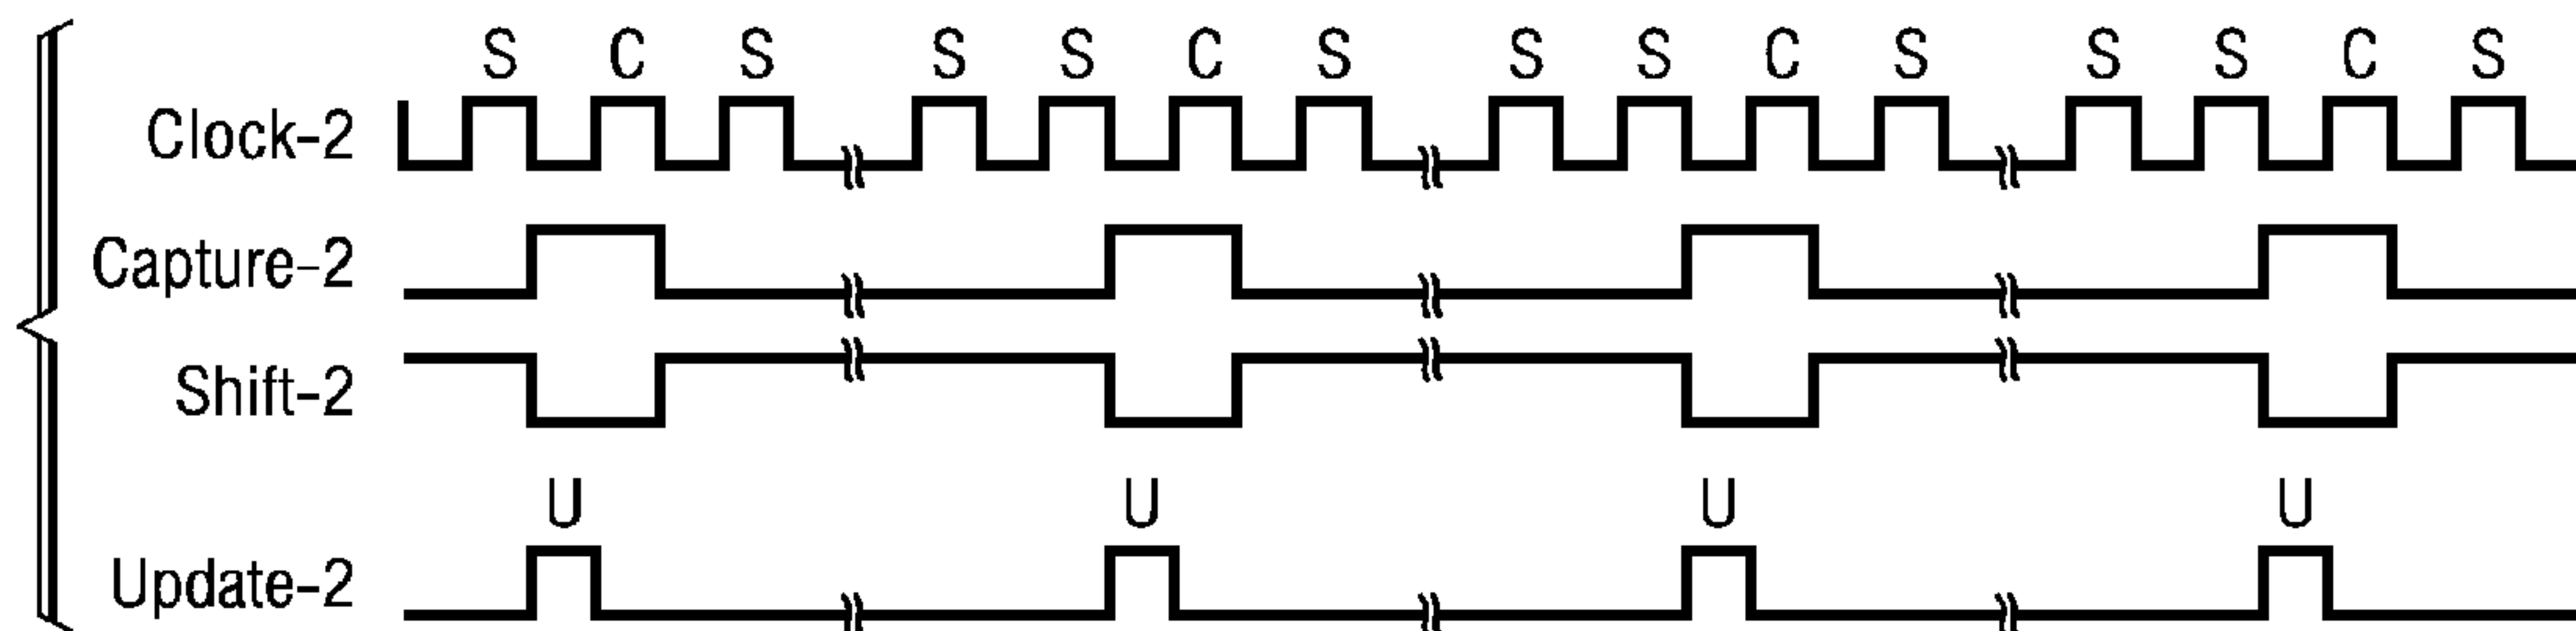 S C S S S C S S S C S S S C S
Clock-2
Capture-2
Shift-2
U U U U
Update-2